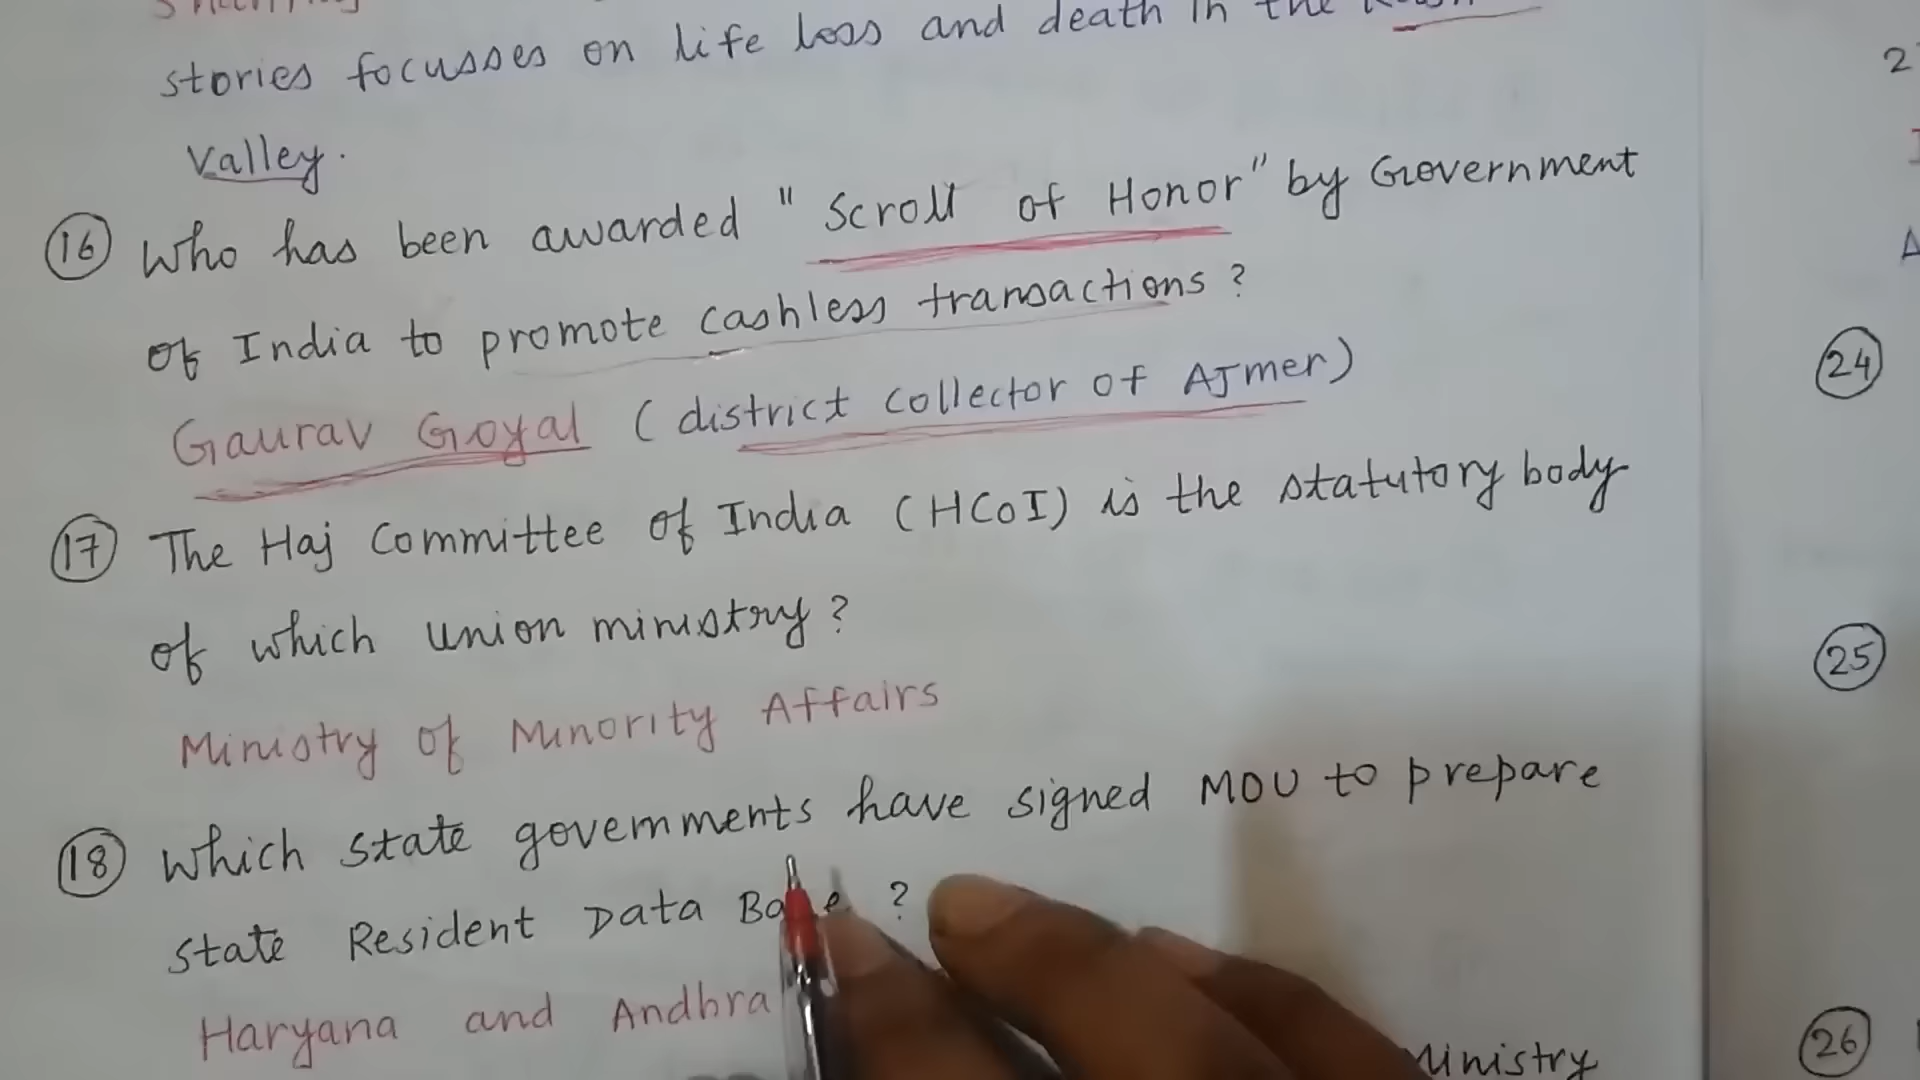 stories focusses on life loss and death in the
Valley.
16 Who has been awarded "Scroll of Honor" by Government
of India to promote cashless transactions?
Gaurav Goyal (district collector of AJmer)
17 The Haj Committee of India (HCoI) is the statutory body
of which union ministry?
Ministry of Minority Affairs
18 Which state governments have signed MOU to prepare
state Resident Data Base ?
Haryana and Andhra
Ministry
2
24
25
26